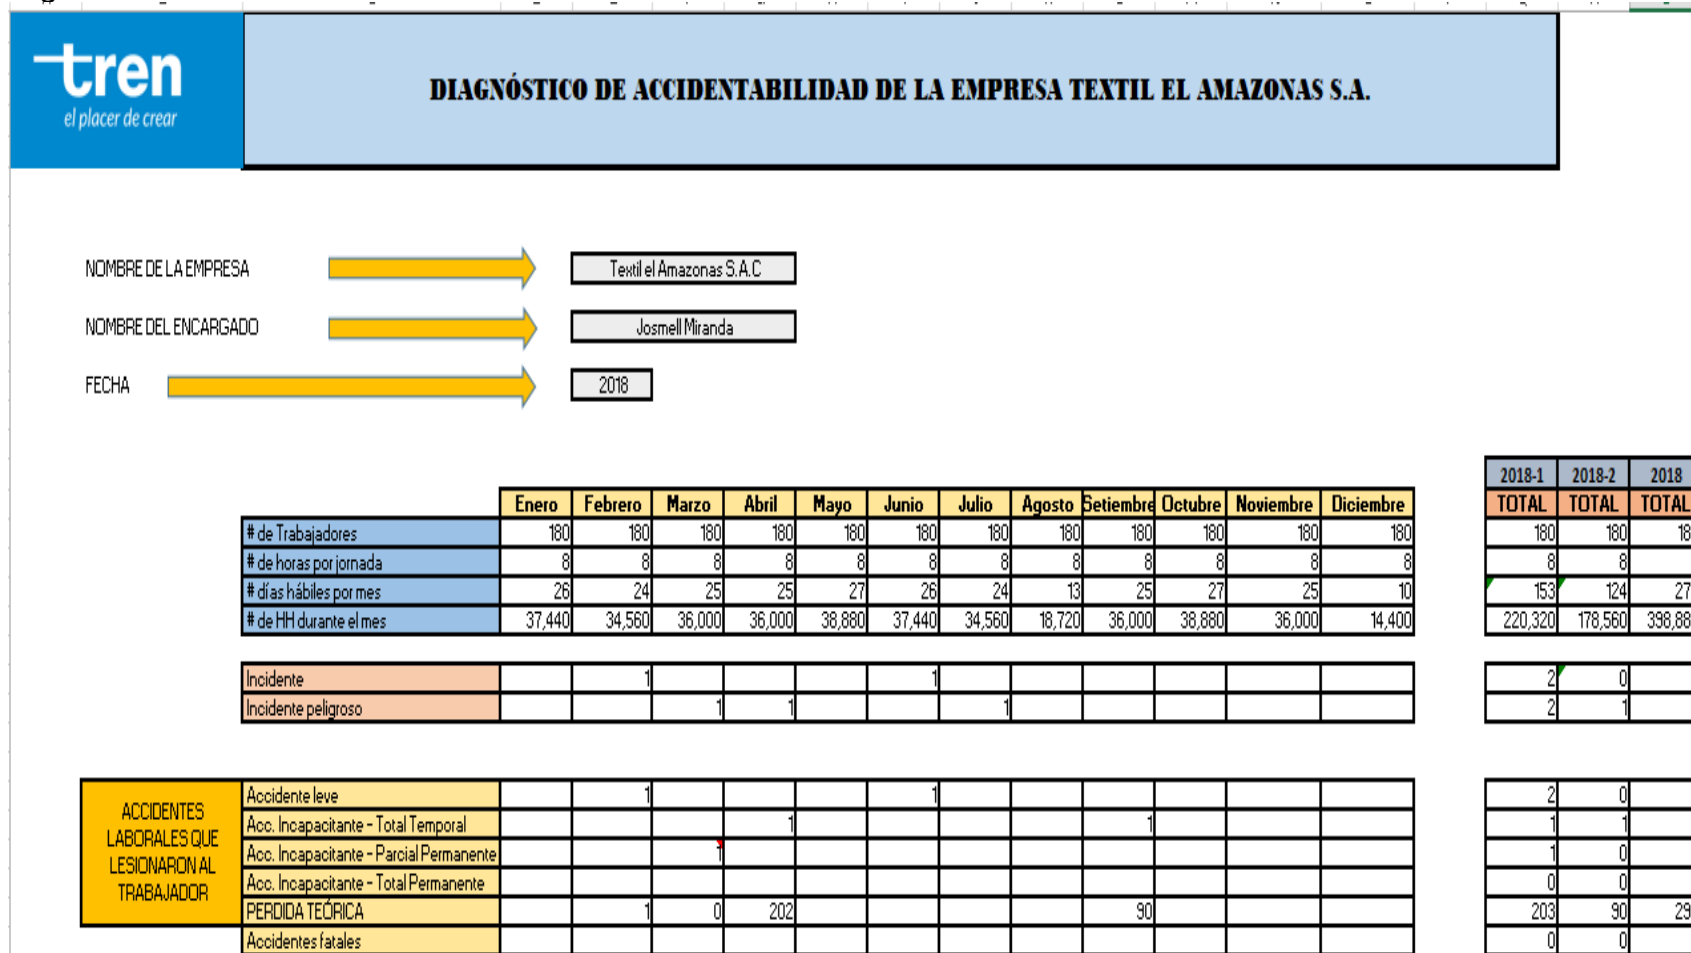 tren
el placer de crear
DIAGNÓSTICO DE ACCIDENTABILIDAD DE LA EMPRESA TEXTIL EL AMAZONAS S.A.
NOMBRE DE LA EMPRESA Textil el Amazonas S.A.C
NOMBRE DEL ENCARGADO Josmell Miranda
FECHA 2018
2018-1 2018-2 2018
Enero Febrero Marzo Abril Mayo Junio Julio Agosto Setiembre Octubre Noviembre Diciembre TOTAL TOTAL TOTAL
# de Trabajadores 180 180 180 180 180 180 180 180 180 180 180 180 180 180 18
# de horas por jornada 8 8 8 8 8 8 8 8 8 8 8 8 8 8
# días hábiles por mes 26 24 25 25 27 26 24 13 25 27 25 10 153 124 27
# de HH durante el mes 37,440 34,560 36,000 36,000 38,880 37,440 34,560 18,720 36,000 38,880 36,000 14,400 220,320 178,560 398,88
Incidente 1 1 2 0
Incidente peligroso 1 1 1 2 1
ACCIDENTES
LABORALES QUE
LESIONARON AL
TRABAJADOR
Accidente leve 1 1 2 0
Acc. Incapacitante - Total Temporal 1 1 1 1
Acc. Incapacitante - Parcial Permanente 1 1 0
Acc. Incapacitante - Total Permanente 0 0
PERDIDA TEÓRICA 1 0 202 90 203 90 29
Accidentes fatales 0 0